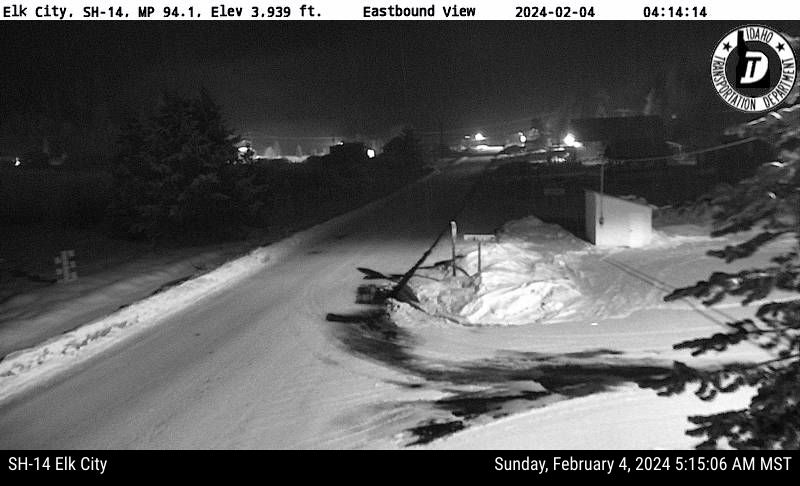 Elk City, SH-14, MP 94.1, Elev 3,939 ft. Eastbound View 2024-02-04 04:14:14
IDAHO
TRANSPORTATION DEPARTMENT
SH-14 Elk City Sunday, February 4, 2024 5:15:06 AM MST